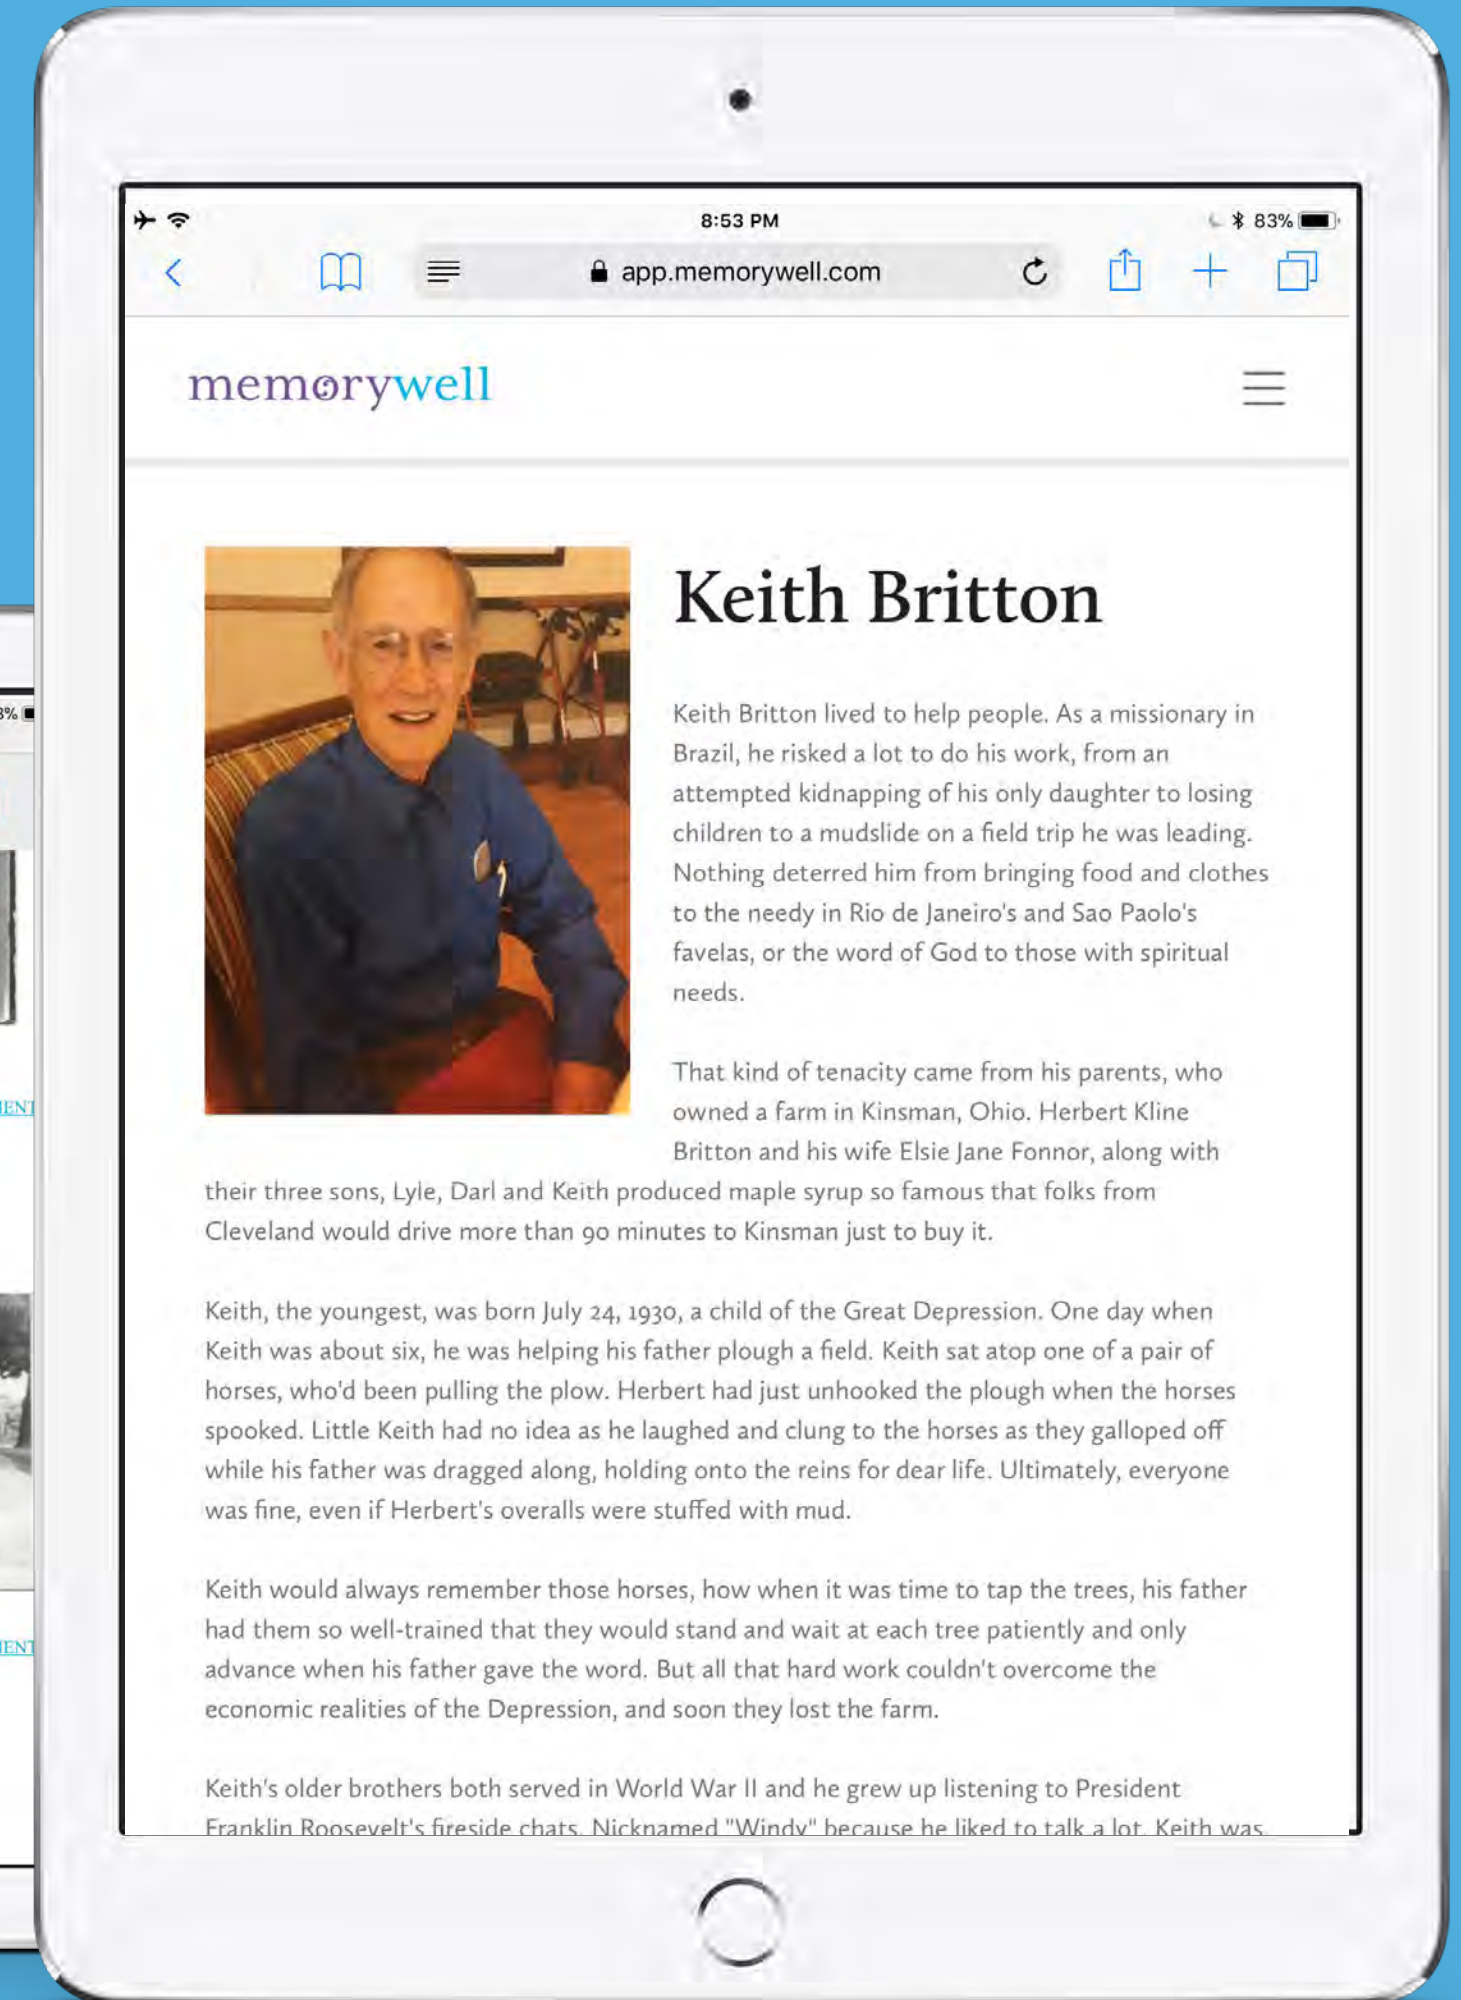 8:53 PM
83%
app.memorywell.com
memorywell
Keith Britton
Keith Britton lived to help people. As a missionary in
Brazil, he risked a lot to do his work, from an
attempted kidnapping of his only daughter to losing
children to a mudslide on a field trip he was leading.
Nothing deterred him from bringing food and clothes
to the needy in Rio de Janeiro's and Sao Paolo's
favelas, or the word of God to those with spiritual
needs.
That kind of tenacity came from his parents, who
owned a farm in Kinsman, Ohio. Herbert Kline
Britton and his wife Elsie Jane Fonnor, along with
their three sons, Lyle, Darl and Keith produced maple syrup so famous that folks from
Cleveland would drive more than 90 minutes to Kinsman just to buy it.
Keith, the youngest, was born July 24, 1930, a child of the Great Depression. One day when
Keith was about six, he was helping his father plough a field. Keith sat atop one of a pair of
horses, who'd been pulling the plow. Herbert had just unhooked the plough when the horses
spooked. Little Keith had no idea as he laughed and clung to the horses as they galloped off
while his father was dragged along, holding onto the reins for dear life. Ultimately, everyone
was fine, even if Herbert's overalls were stuffed with mud.
Keith would always remember those horses, how when it was time to tap the trees, his father
had them so well-trained that they would stand and wait at each tree patiently and only
advance when his father gave the word. But all that hard work couldn't overcome the
economic realities of the Depression, and soon they lost the farm.
Keith's older brothers both served in World War II and he grew up listening to President
Franklin Roosevelt's fireside chats. Nicknamed "Windy" because he liked to talk a lot, Keith was